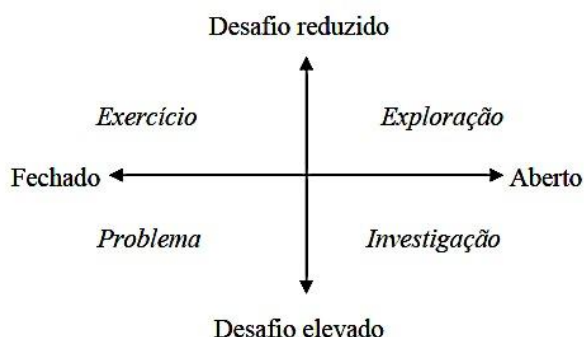 Desafio reduzido
Exercício
Exploração
Fechado
Aberto
Problema
Investigação
Desafio elevado